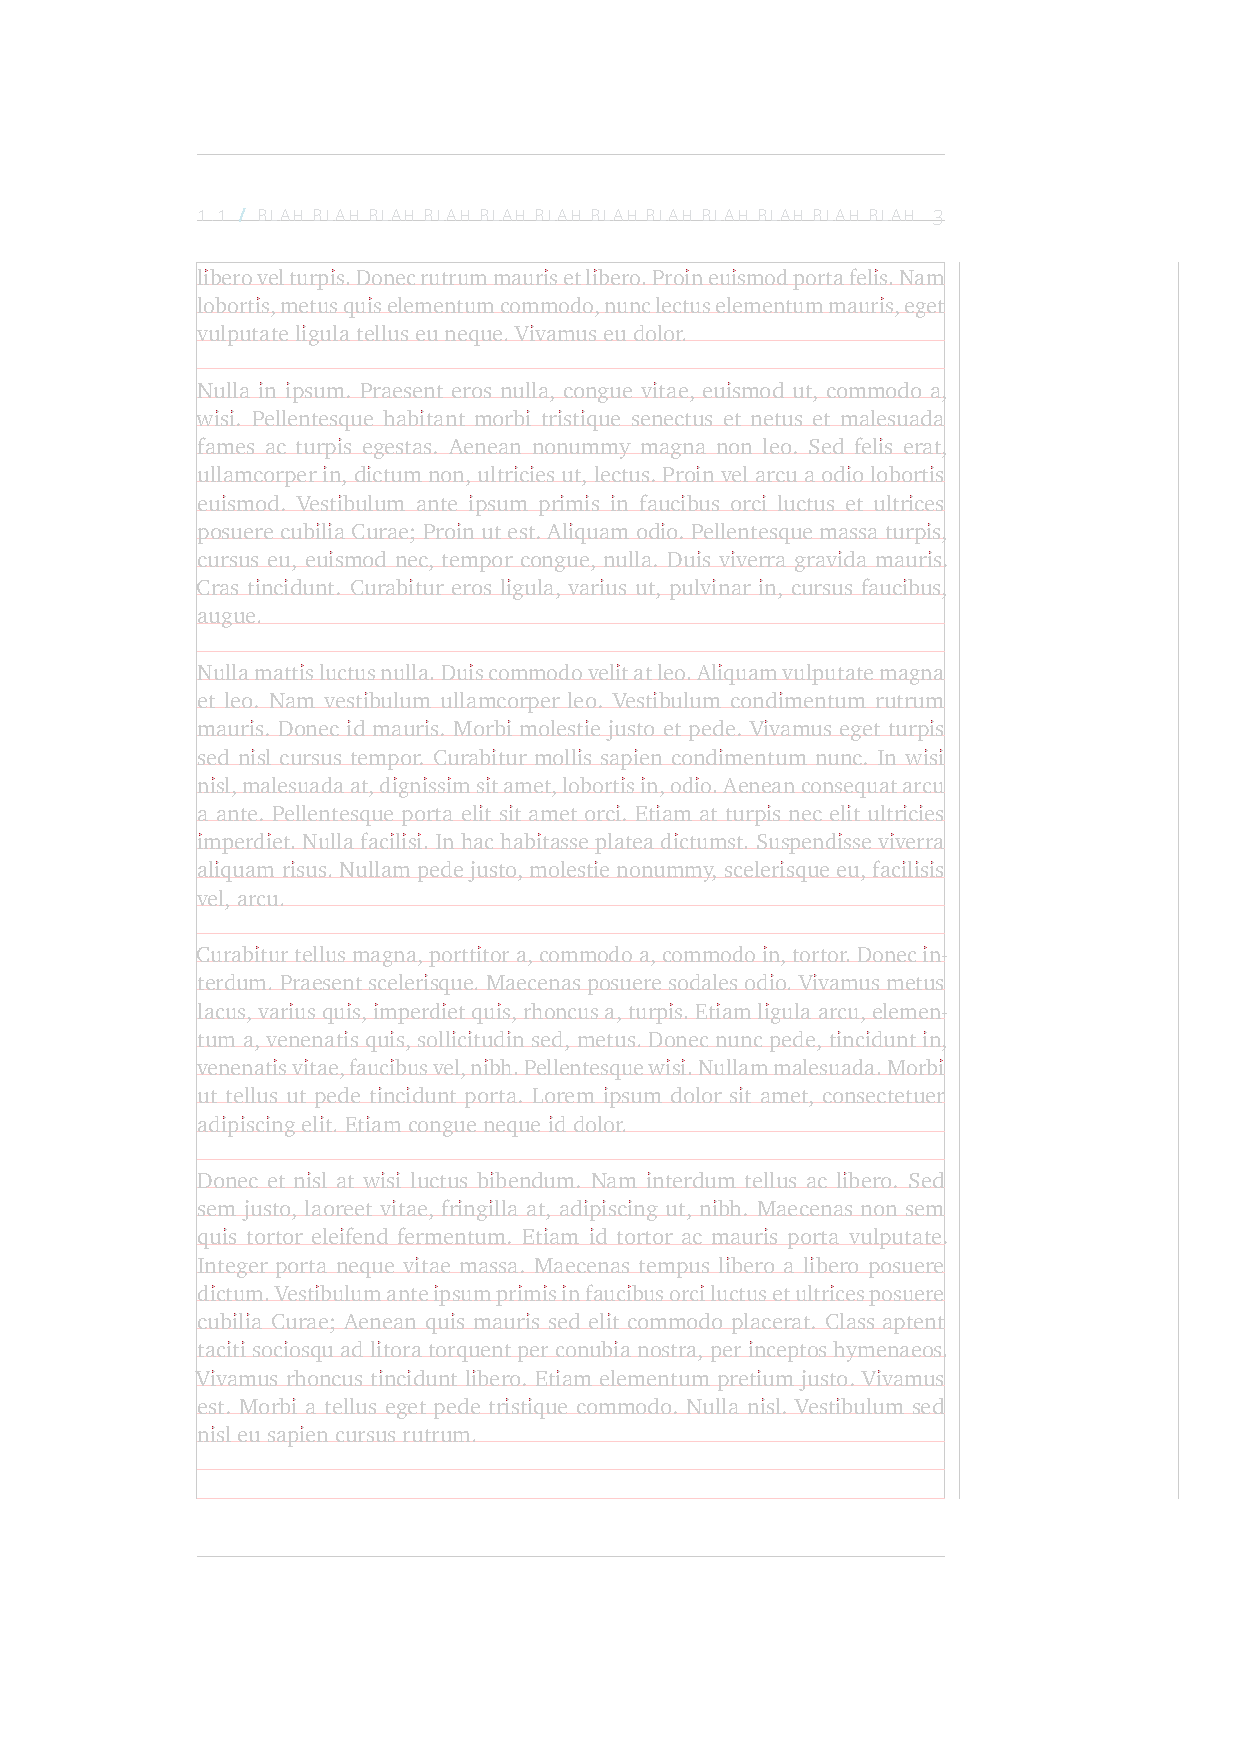 1.1 / BLAH BLAH BLAH BLAH BLAH BLAH BLAH BLAH BLAH BLAH BLAH BLAH 3
libero vel turpis. Donec rutrum mauris et libero. Proin euismod porta felis. Nam
lobortis, metus quis elementum commodo, nunc lectus elementum mauris, eget
vulputate ligula tellus eu neque. Vivamus eu dolor.
Nulla in ipsum. Praesent eros nulla, congue vitae, euismod ut, commodo a,
wisi. Pellentesque habitant morbi tristique senectus et netus et malesuada
fames ac turpis egestas. Aenean nonummy magna non leo. Sed felis erat,
ullamcorper in, dictum non, ultricies ut, lectus. Proin vel arcu a odio lobortis
euismod. Vestibulum ante ipsum primis in faucibus orci luctus et ultrices
posuere cubilia Curae; Proin ut est. Aliquam odio. Pellentesque massa turpis,
cursus eu, euismod nec, tempor congue, nulla. Duis viverra gravida mauris.
Cras tincidunt. Curabitur eros ligula, varius ut, pulvinar in, cursus faucibus,
augue.
Nulla mattis luctus nulla. Duis commodo velit at leo. Aliquam vulputate magna
et leo. Nam vestibulum ullamcorper leo. Vestibulum condimentum rutrum
mauris. Donec id mauris. Morbi molestie justo et pede. Vivamus eget turpis
sed nisl cursus tempor. Curabitur mollis sapien condimentum nunc. In wisi
nisl, malesuada at, dignissim sit amet, lobortis in, odio. Aenean consequat arcu
a ante. Pellentesque porta elit sit amet orci. Etiam at turpis nec elit ultricies
imperdiet. Nulla facilisi. In hac habitasse platea dictumst. Suspendisse viverra
aliquam risus. Nullam pede justo, molestie nonummy, scelerisque eu, facilisis
vel, arcu.
Curabitur tellus magna, porttitor a, commodo a, commodo in, tortor. Donec in-
terdum. Praesent scelerisque. Maecenas posuere sodales odio. Vivamus metus
lacus, varius quis, imperdiet quis, rhoncus a, turpis. Etiam ligula arcu, elemen-
tum a, venenatis quis, sollicitudin sed, metus. Donec nunc pede, tincidunt in,
venenatis vitae, faucibus vel, nibh. Pellentesque wisi. Nullam malesuada. Morbi
ut tellus ut pede tincidunt porta. Lorem ipsum dolor sit amet, consectetuer
adipiscing elit. Etiam congue neque id dolor.
Donec et nisl at wisi luctus bibendum. Nam interdum tellus ac libero. Sed
sem justo, laoreet vitae, fringilla at, adipiscing ut, nibh. Maecenas non sem
quis tortor eleifend fermentum. Etiam id tortor ac mauris porta vulputate.
Integer porta neque vitae massa. Maecenas tempus libero a libero posuere
dictum. Vestibulum ante ipsum primis in faucibus orci luctus et ultrices posuere
cubilia Curae; Aenean quis mauris sed elit commodo placerat. Class aptent
taciti sociosqu ad litora torquent per conubia nostra, per inceptos hymenaeos.
Vivamus rhoncus tincidunt libero. Etiam elementum pretium justo. Vivamus
est. Morbi a tellus eget pede tristique commodo. Nulla nisl. Vestibulum sed
nisl eu sapien cursus rutrum.